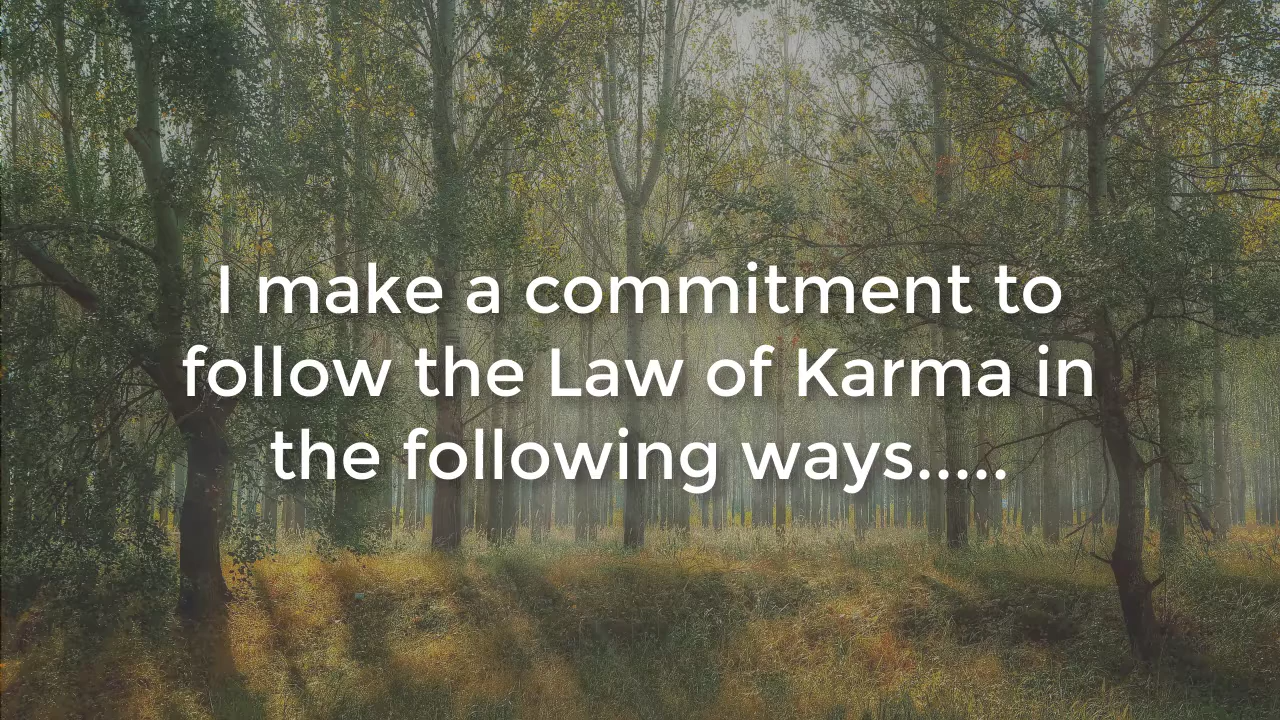 I make a commitment to
follow the Law of Karma in
the following ways.....